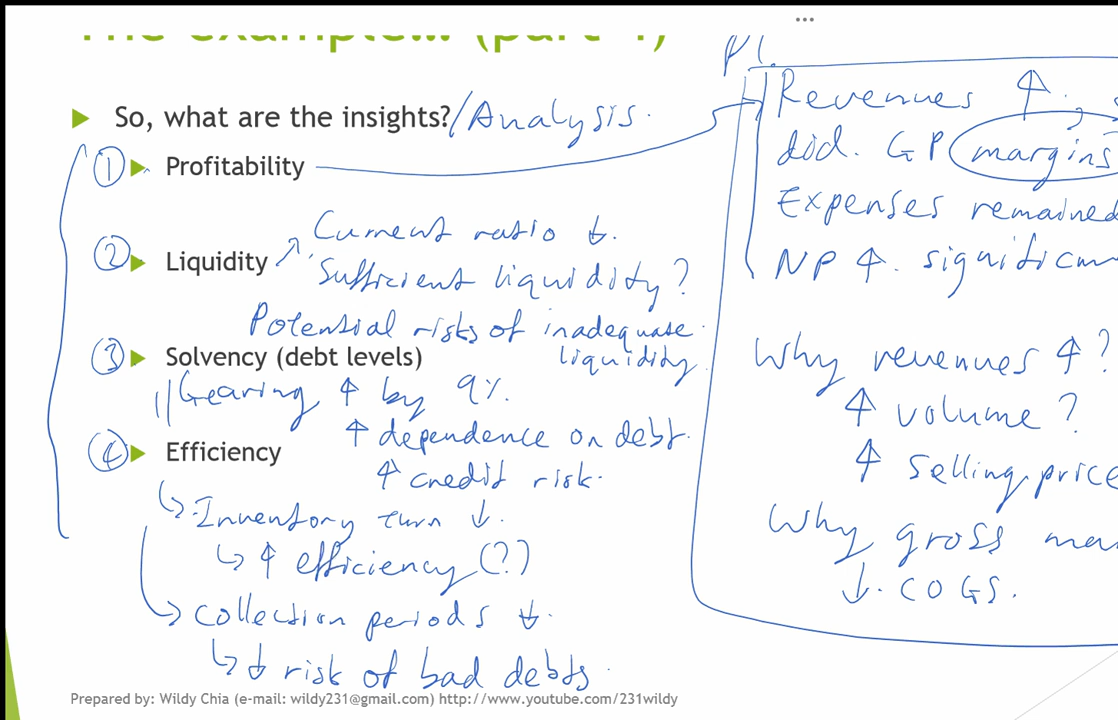 The example… (part 4)
So, what are the insights? / Analysis.
① Profitability
② Liquidity
Current ratio ↓.
Sufficient liquidity?
Potential risks of inadequate liquidity.
③ Solvency (debt levels)
Gearing ↑ by 9%.
↑ dependence on debt.
↑ credit risk.
④ Efficiency
Inventory turn ↓.
↑ efficiency (?)
Collection periods ↓.
↓ risk of bad debts.
P1.
Revenues ↑.
did. GP margins
Expenses remained
NP ↑.
Why revenues ↑?
↑ volume?
↑ selling price
Why gross
↓. COGS.
Prepared by: Wildy Chia (e-mail: wildy231@gmail.com) http://www.youtube.com/231wildy